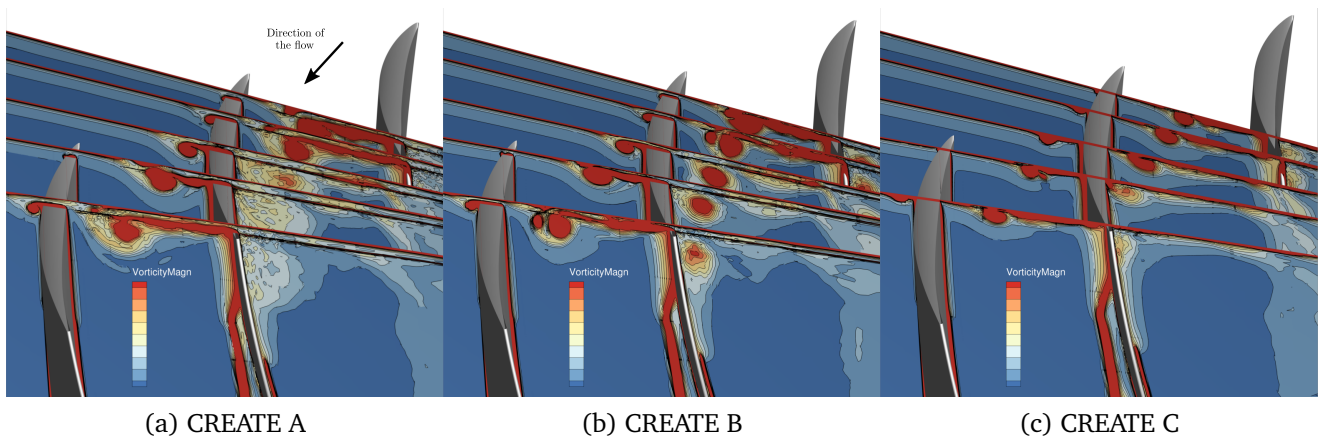 Direction of
the flow
VorticityMagn
VorticityMagn
VorticityMagn
(a) CREATE A
(b) CREATE B
(c) CREATE C